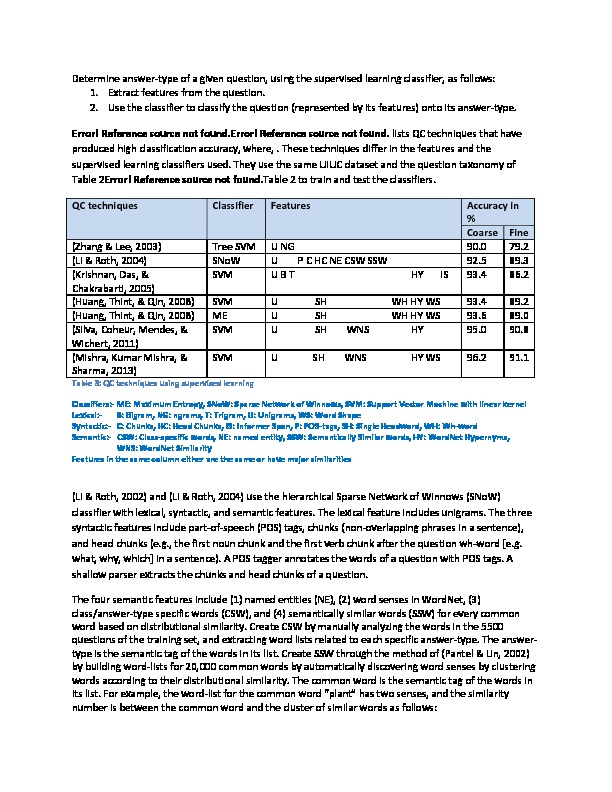 Determine answer-type of a given question, using the supervised learning classifier, as follows:
1. Extract features from the question.
2. Use the classifier to classify the question (represented by its features) onto its answer-type.
Error! Reference source not found.Error! Reference source not found. lists QC techniques that have
produced high classification accuracy, where, . These techniques differ in the features and the
supervised learning classifiers used. They use the same UIUC dataset and the question taxonomy of
Table 2Error! Reference source not found.Table 2 to train and test the classifiers.
QC techniques Classifier Features Accuracy in
%
Coarse Fine
(Zhang & Lee, 2003) Tree SVM U NG 90.0 79.2
(Li & Roth, 2004) SNoW U P C HC NE CSW SSW 92.5 89.3
(Krishnan, Das, & SVM U B T HY IS 93.4 86.2
Chakrabarti, 2005)
(Huang, Thint, & Qin, 2008) SVM U SH WH HY WS 93.4 89.2
(Huang, Thint, & Qin, 2008) ME U SH WH HY WS 93.6 89.0
(Silva, Coheur, Mendes, & SVM U SH WNS HY 95.0 90.8
Wichert, 2011)
(Mishra, Kumar Mishra, & SVM U SH WNS HY WS 96.2 91.1
Sharma, 2013)
Table 3: QC techniques using supervised learning
Classifiers:- ME: Maximum Entropy, SNoW: Sparse Network of Winnows, SVM: Support Vector Machine with linear kernel
Lexical:- B: Bigram, NG: ngrams, T: Trigram, U: Unigrams, WS: Word Shape
Syntactic:- C: Chunks, HC: Head Chunks, IS: Informer Span, P: POS-tags, SH: Single Headword, WH: Wh-word
Semantic:- CSW: Class-specific words, NE: named entity, SSW: Semantically Similar words, HY: WordNet Hypernyms,
WNS: WordNet Similarity
Features in the same column either are the same or have major similarities
(Li & Roth, 2002) and (Li & Roth, 2004) use the hierarchical Sparse Network of Winnows (SNoW)
classifier with lexical, syntactic, and semantic features. The lexical feature includes unigrams. The three
syntactic features include part-of-speech (POS) tags, chunks (non-overlapping phrases in a sentence),
and head chunks (e.g., the first noun chunk and the first verb chunk after the question wh-word [e.g.
what, why, which] in a sentence). A POS tagger annotates the words of a question with POS tags. A
shallow parser extracts the chunks and head chunks of a question.
The four semantic features include (1) named entities (NE), (2) word senses in WordNet, (3)
class/answer-type specific words (CSW), and (4) semantically similar words (SSW) for every common
word based on distributional similarity. Create CSW by manually analyzing the words in the 5500
questions of the training set, and extracting word lists related to each specific answer-type. The answer-
type is the semantic tag of the words in its list. Create SSW through the method of (Pantel & Lin, 2002)
by building word-lists for 20,000 common words by automatically discovering word senses by clustering
words according to their distributional similarity. The common word is the semantic tag of the words in
its list. For example, the word-list for the common word "plant" has two senses, and the similarity
number is between the common word and the cluster of similar words as follows: